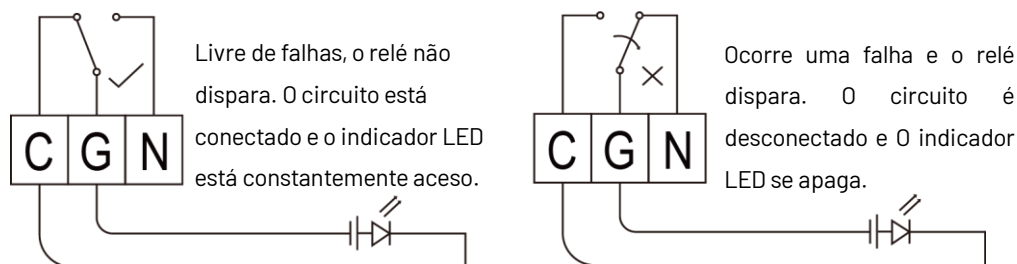 Livre de falhas, o relé não
dispara. O circuito está
conectado e o indicador LED
está constantemente aceso.
C G N
Ocorre uma falha e o relé
dispara. O circuito é
desconectado e O indicador
LED se apaga.
C G N